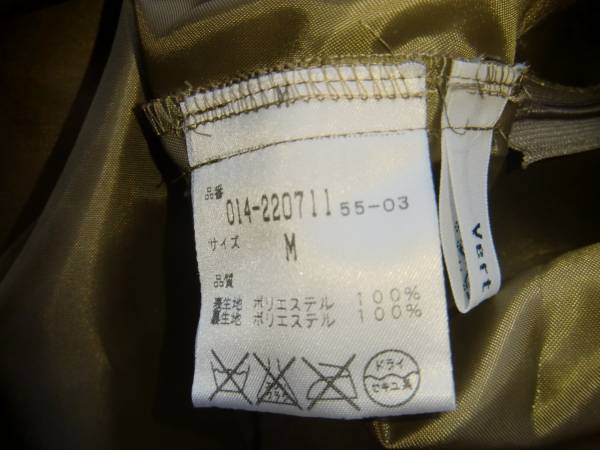 M
品番
014-220711 55-03
サイズ M
品質
表生地 ポリエステル 100%
裏生地 ポリエステル 100%
ドライ
セキユ系
Vert